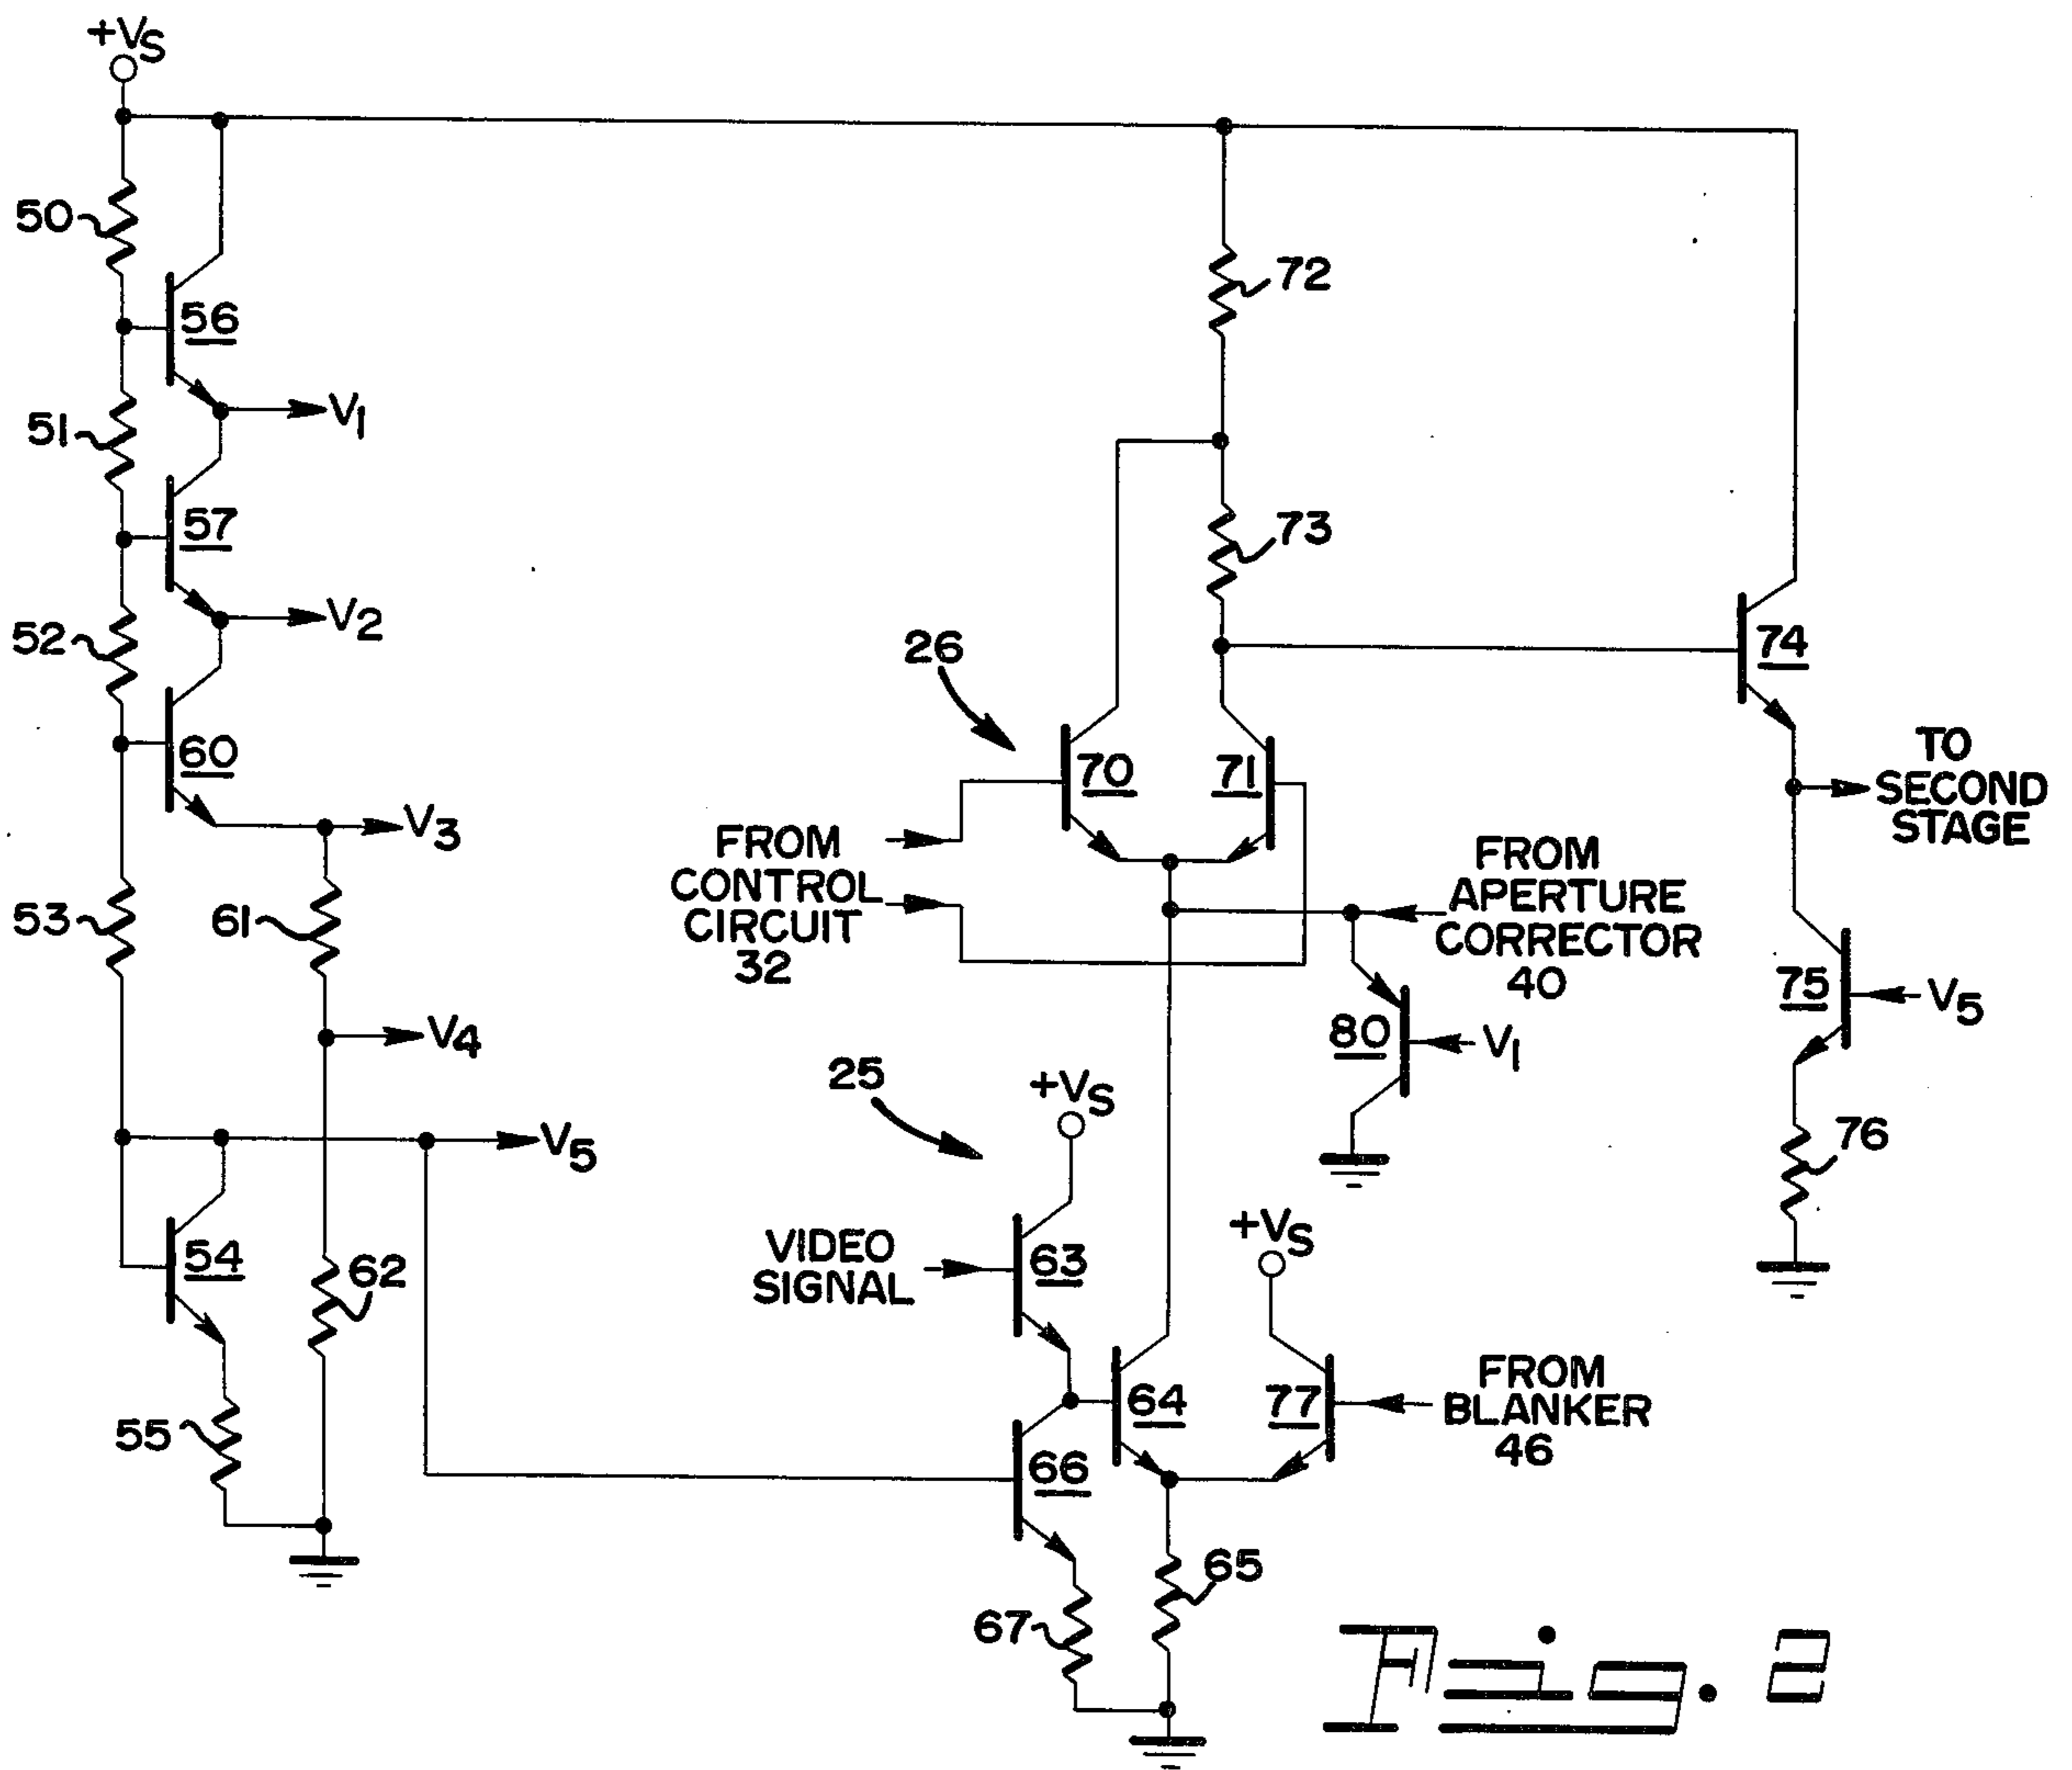 +VS
50
56
V1
51
57
V2
52
60
V3
53
61
V4
V5
54
62
55
72
73
26
70
71
74
TO
SECOND
STAGE
FROM
CONTROL
CIRCUIT
32
FROM
APERTURE
CORRECTOR
40
75
V5
80
V1
76
25
+VS
VIDEO
SIGNAL
63
+VS
64
77
FROM
BLANKER
46
66
67
65
Fig. 2